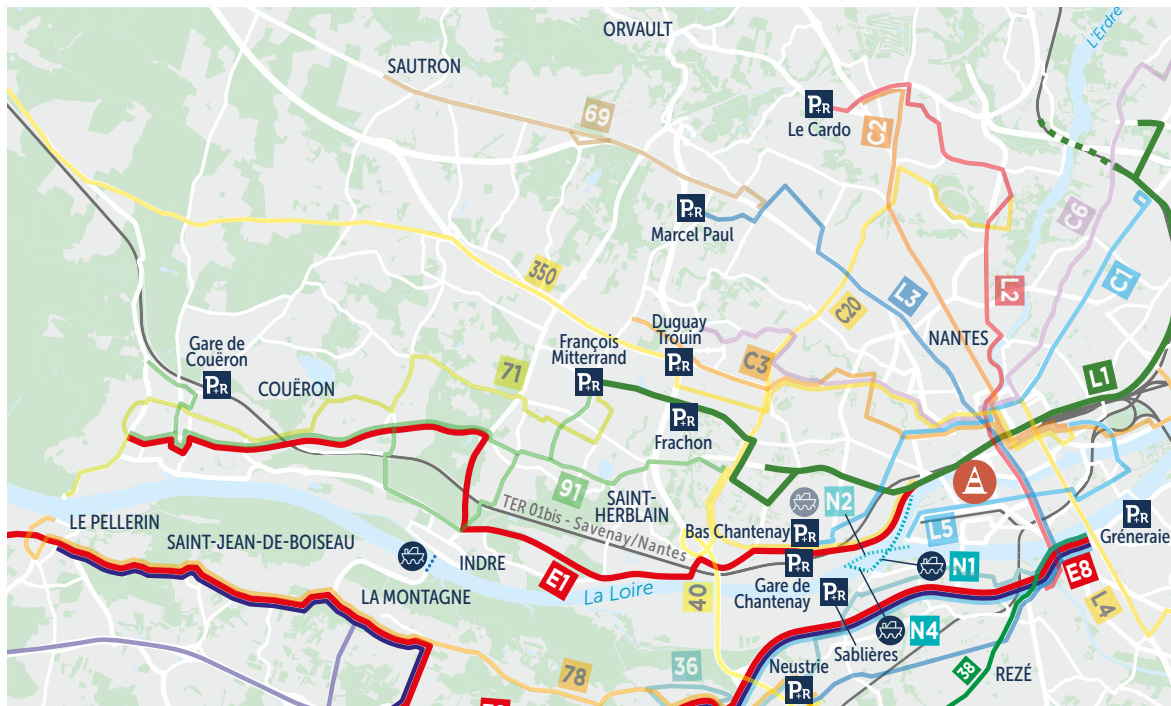 ORVAULT
L'Erdre
SAUTRON
P+R
Le Cardo
69
C2
P+R
Marcel Paul
C6
350
L3
L2
C1
C20
NANTES
Gare de
Couëron
P+R
COUËRON
71
François
Mitterrand
P+R
Duguay
Trouin
P+R
C3
L1
P+R
Frachon
91
SAINT-
HERBLAIN
TER 01bis - Savenay/Nantes
N2
LE PELLERIN
SAINT-JEAN-DE-BOISEAU
INDRE
Bas Chantenay
P+R
L5
P+R
Gréneraie
E1
La Loire
P+R
Gare de
Chantenay
N1
E8
LA MONTAGNE
40
P+R
Sablières
N4
L4
78
36
Neustrie
P+R
38
REZÉ